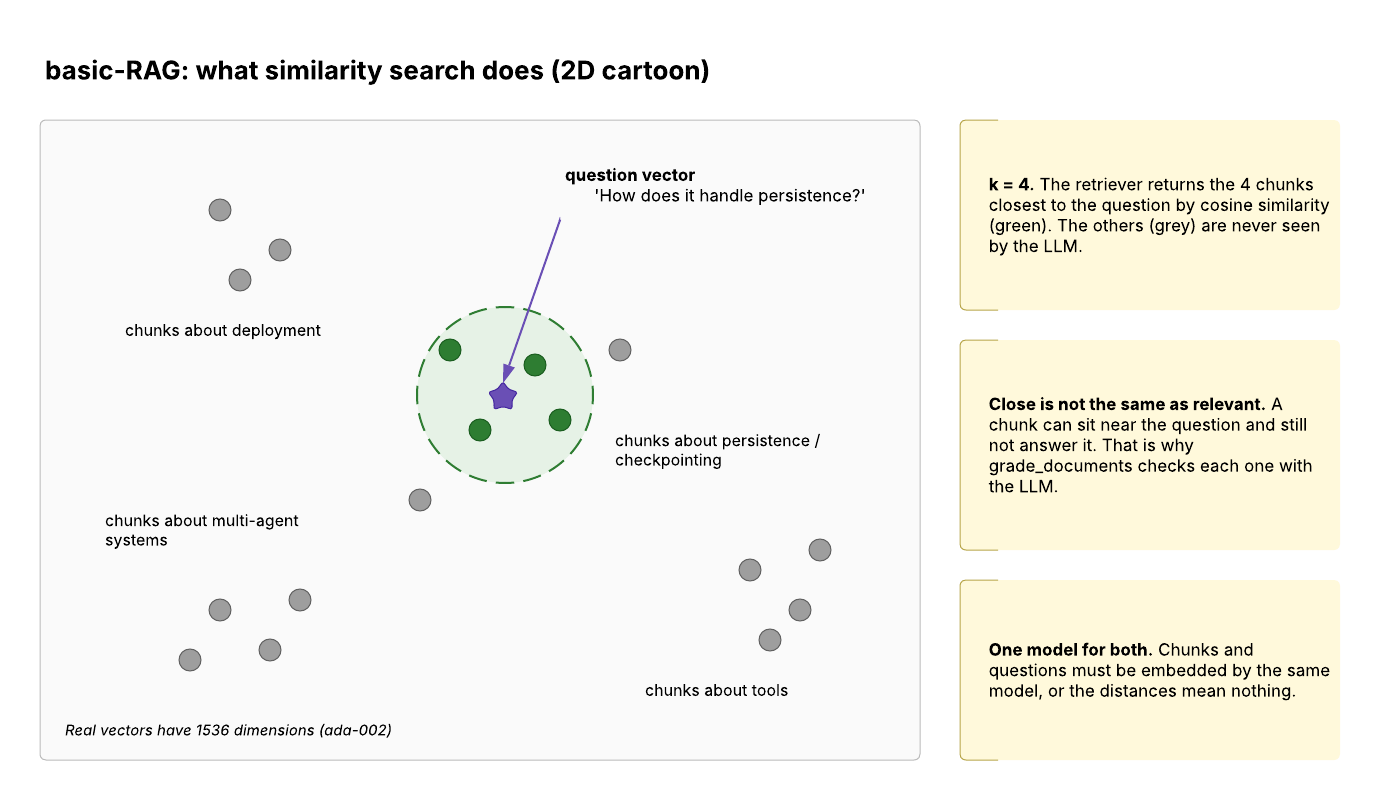 basic-RAG: what similarity search does (2D cartoon)
question vector
'How does it handle persistence?'
chunks about deployment
chunks about persistence /
checkpointing
chunks about multi-agent
systems
chunks about tools
Real vectors have 1536 dimensions (ada-002)
k = 4. The retriever returns the 4 chunks
closest to the question by cosine similarity
(green). The others (grey) are never seen
by the LLM.
Close is not the same as relevant. A
chunk can sit near the question and still
not answer it. That is why
grade_documents checks each one with
the LLM.
One model for both. Chunks and
questions must be embedded by the same
model, or the distances mean nothing.